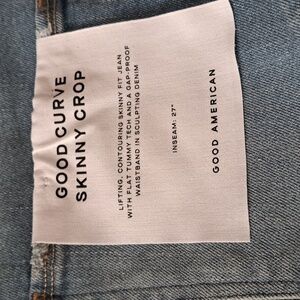 GOOD CURVE
SKINNY CROP
LIFTING, CONTOURING SKINNY FIT JEAN
WITH FLAT TUMMY TECH AND A GAP-PROOF
WAISTBAND IN SCULPTING DENIM
INSEAM: 27"
GOOD AMERICAN